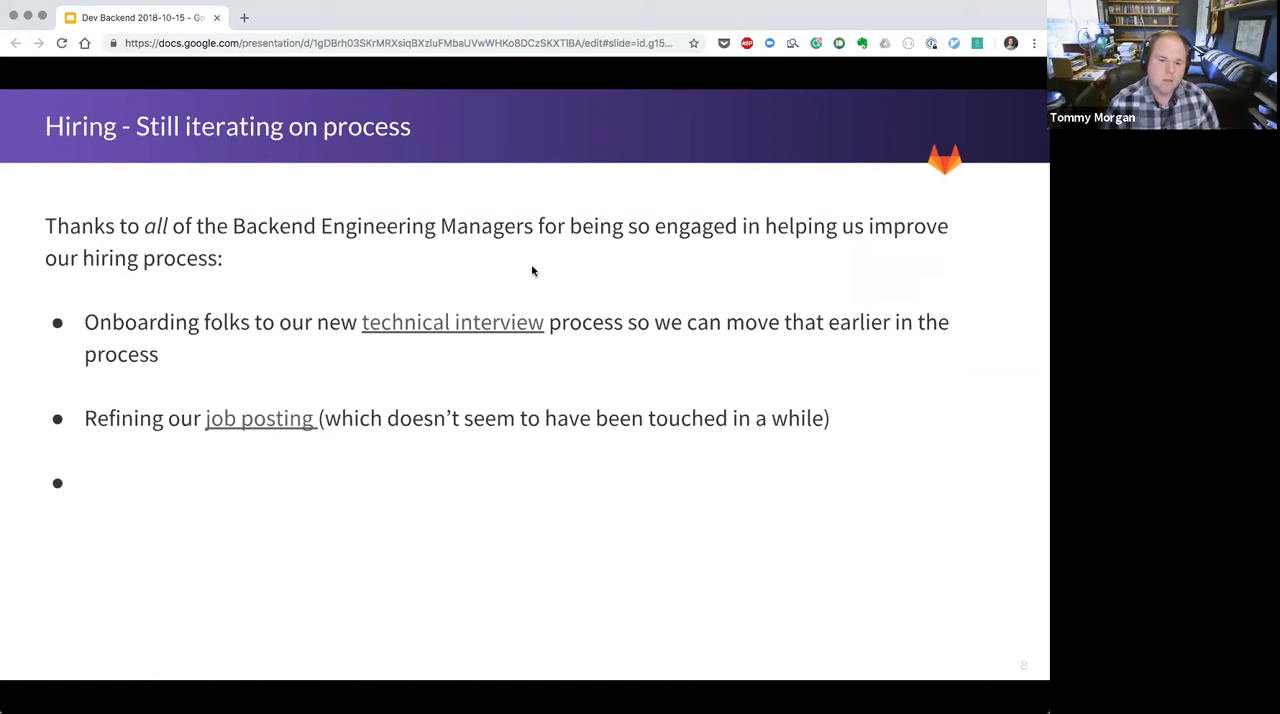 Dev Backend 2018-10-15 - Go
https://docs.google.com/presentation/d/1gDBrh03SKrMRXsiqBXzluFMbaUVwWHKo8DCzSKXTlBA/edit#slide=id.g15...
ABP
Tommy Morgan
Hiring - Still iterating on process
Thanks to all of the Backend Engineering Managers for being so engaged in helping us improve
our hiring process:
● Onboarding folks to our new technical interview process so we can move that earlier in the
process
● Refining our job posting (which doesn't seem to have been touched in a while)
●
8